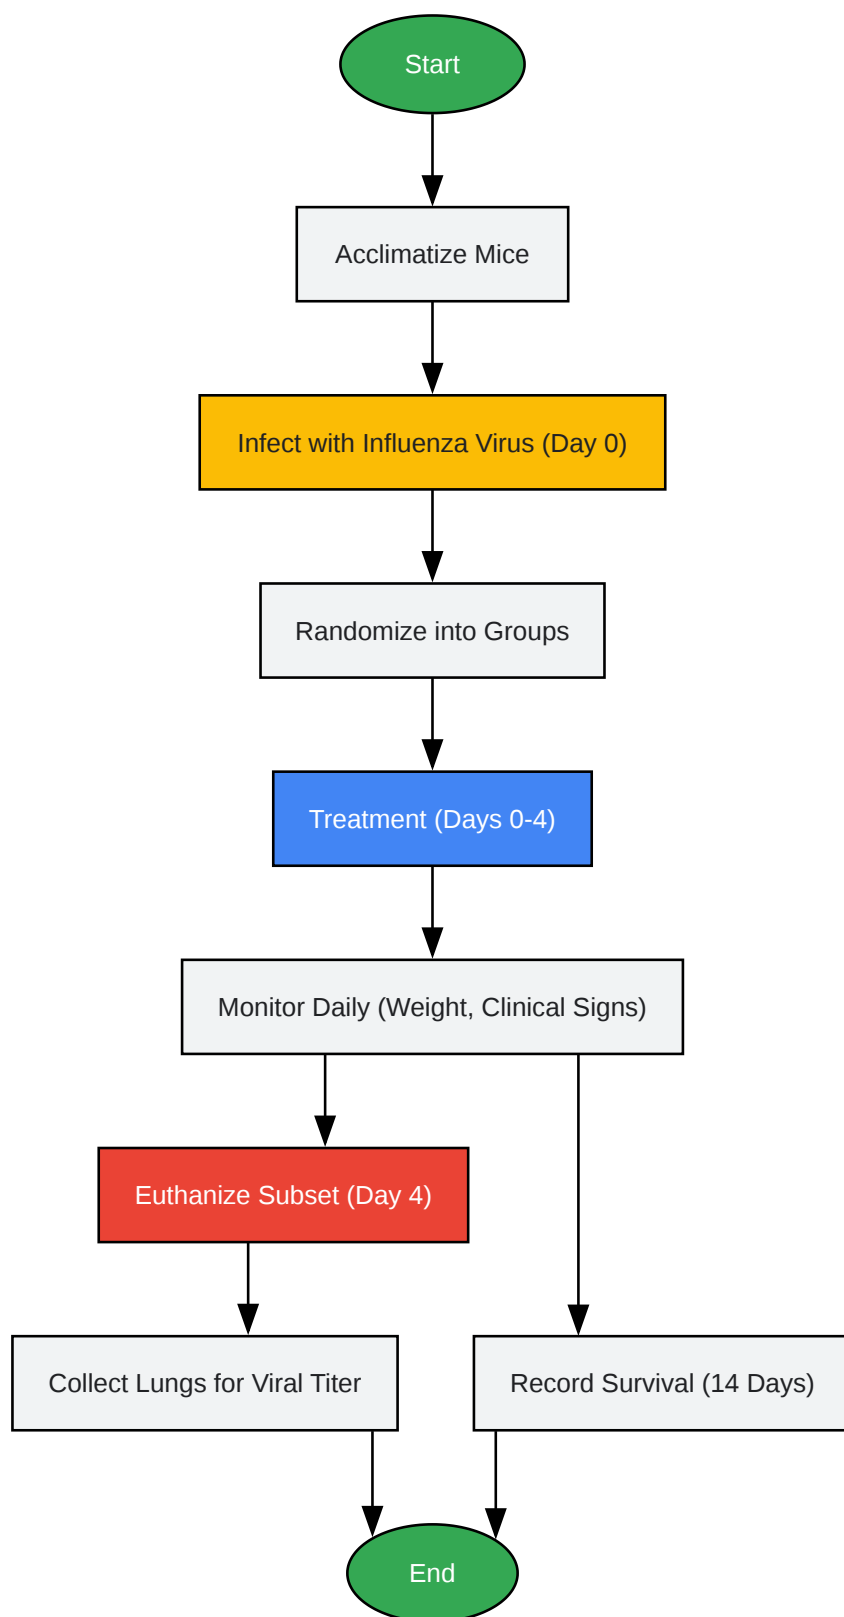 Start
Acclimatize Mice
Infect with Influenza Virus (Day 0)
Randomize into Groups
Treatment (Days 0-4)
Monitor Daily (Weight, Clinical Signs)
Euthanize Subset (Day 4)
Collect Lungs for Viral Titer
Record Survival (14 Days)
End